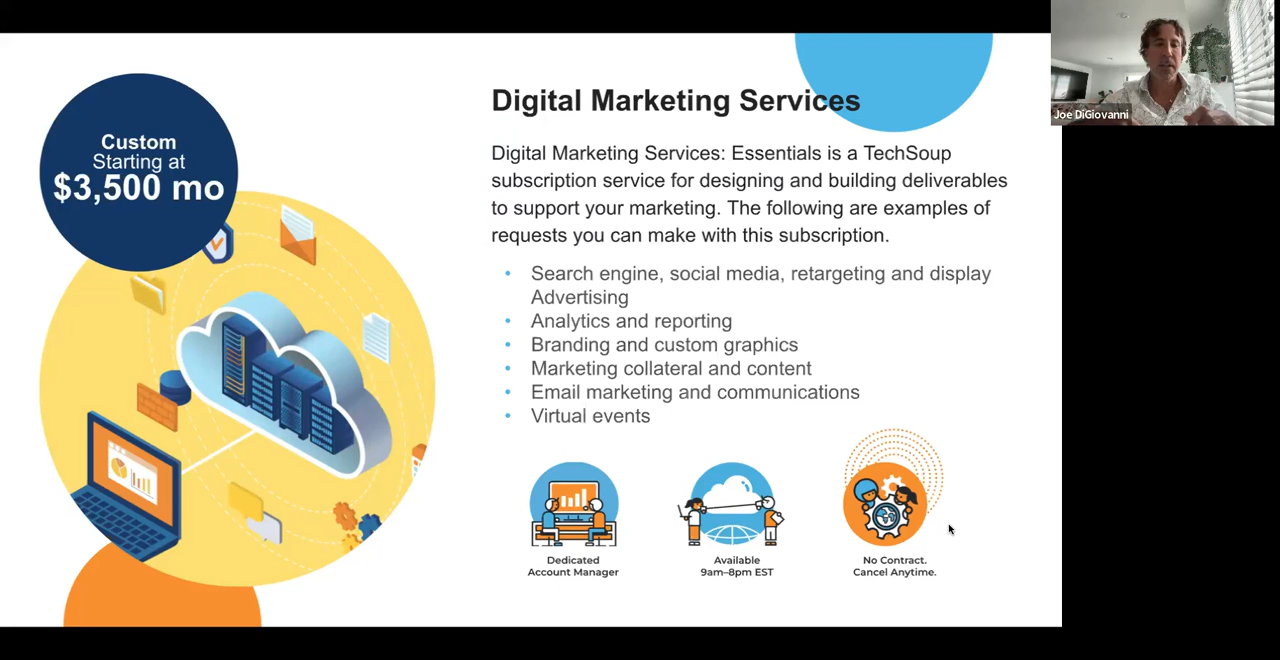 Custom
Starting at
$3,500 mo
Digital Marketing Services
Digital Marketing Services: Essentials is a TechSoup
subscription service for designing and building deliverables
to support your marketing. The following are examples of
requests you can make with this subscription.
• Search engine, social media, retargeting and display
Advertising
• Analytics and reporting
• Branding and custom graphics
• Marketing collateral and content
• Email marketing and communications
• Virtual events
Dedicated
Account Manager
Available
9am–8pm EST
No Contract.
Cancel Anytime.
Joe DiGiovanni